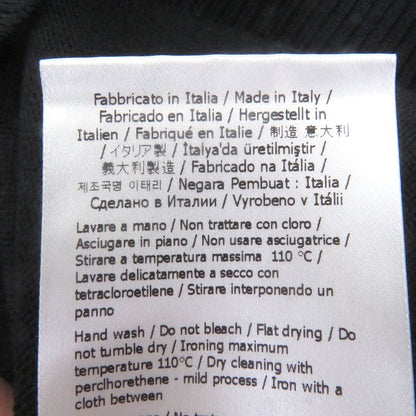 Fabbricato in Italia / Made in Italy /
Fabricado en Italia / Hergestellt in
Italien / Fabriqué en Italie / 制造 意大利
/ イタリア製 / İtalya'da üretilmiştir /
義大利製造 / Fabricado na Itália /
제조국명 이태리 / Negara Pembuat : Italia /
Сделано в Италии / Vyrobeno v Itálii
Lavare a mano / Non trattare con cloro /
Asciugare in piano / Non usare asciugatrice /
Stirare a temperatura massima 110 °C /
Lavare delicatamente a secco con
tetracloroetilene / Stirare interponendo un
panno
Hand wash / Do not bleach / Flat drying / Do
not tumble dry / Ironing maximum
temperature 110°C / Dry cleaning with
perclhorethene - mild process / Iron with a
cloth between